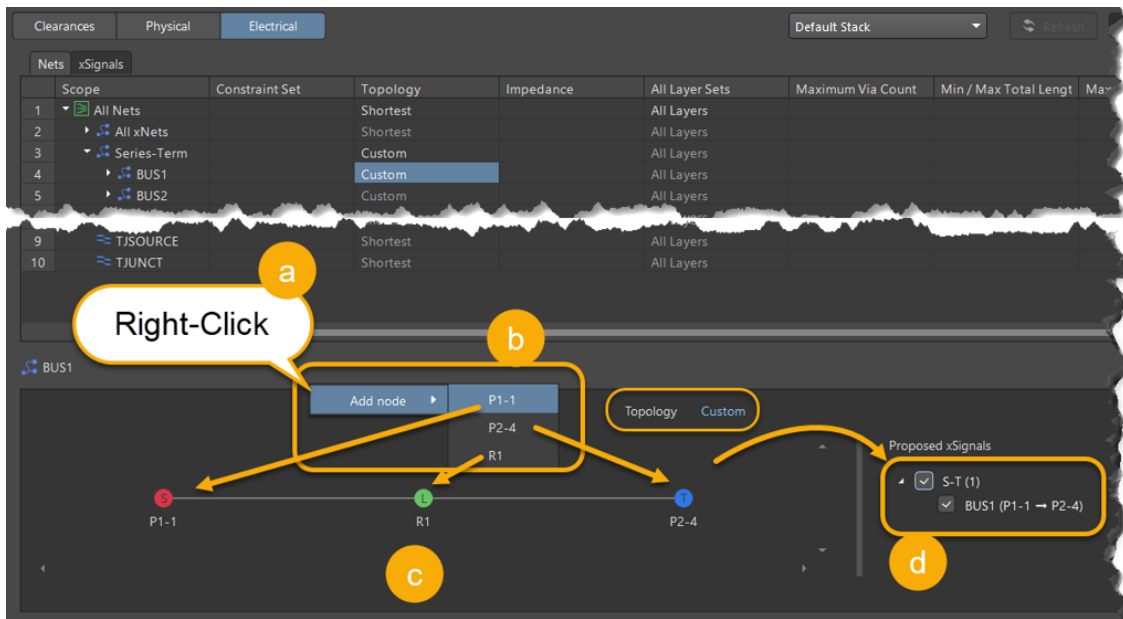 Clearances Physical Electrical Default Stack Refresh
Nets xSignals
Scope Constraint Set Topology Impedance All Layer Sets Maximum Via Count Min / Max Total Lengt
1 All Nets Shortest All Layers
2 All xNets Shortest All Layers
3 Series-Term Custom All Layers
4 BUS1 Custom All Layers
5 BUS2 Custom All Layers
9 TJSOURCE Shortest All Layers
10 TJUNCT Shortest All Layers
a
Right-Click
b
BUS1
Add node P1-1
P2-4
R1
Topology Custom
Proposed xSignals
S-T (1)
BUS1 (P1-1 → P2-4)
S L T
P1-1 R1 P2-4
c
d